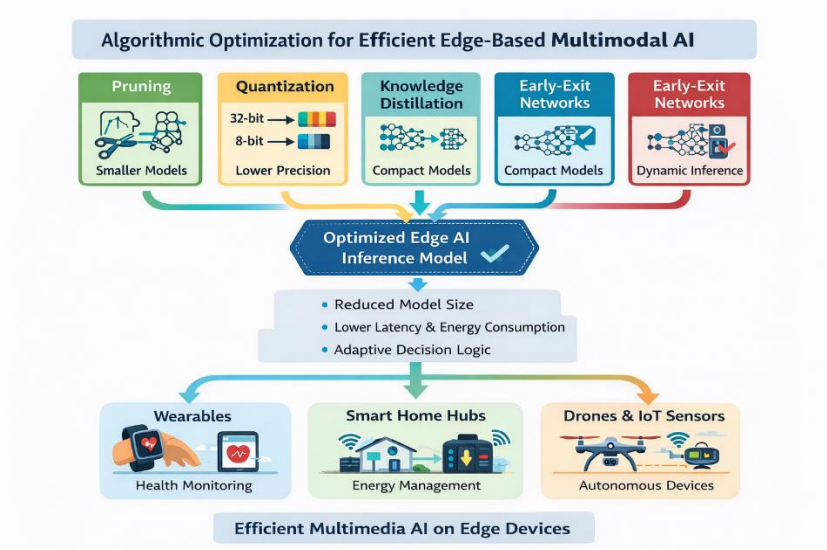 Algorithmic Optimization for Efficient Edge-Based Multimodal AI
Pruning
Smaller Models
Quantization
32-bit
8-bit
Lower Precision
Knowledge
Distillation
Compact Models
Early-Exit
Networks
Compact Models
Early-Exit
Networks
Dynamic Inference
Optimized Edge AI
Inference Model
• Reduced Model Size
• Lower Latency & Energy Consumption
• Adaptive Decision Logic
Wearables
Health Monitoring
Smart Home Hubs
Energy Management
Drones & IoT Sensors
Autonomous Devices
Efficient Multimedia AI on Edge Devices